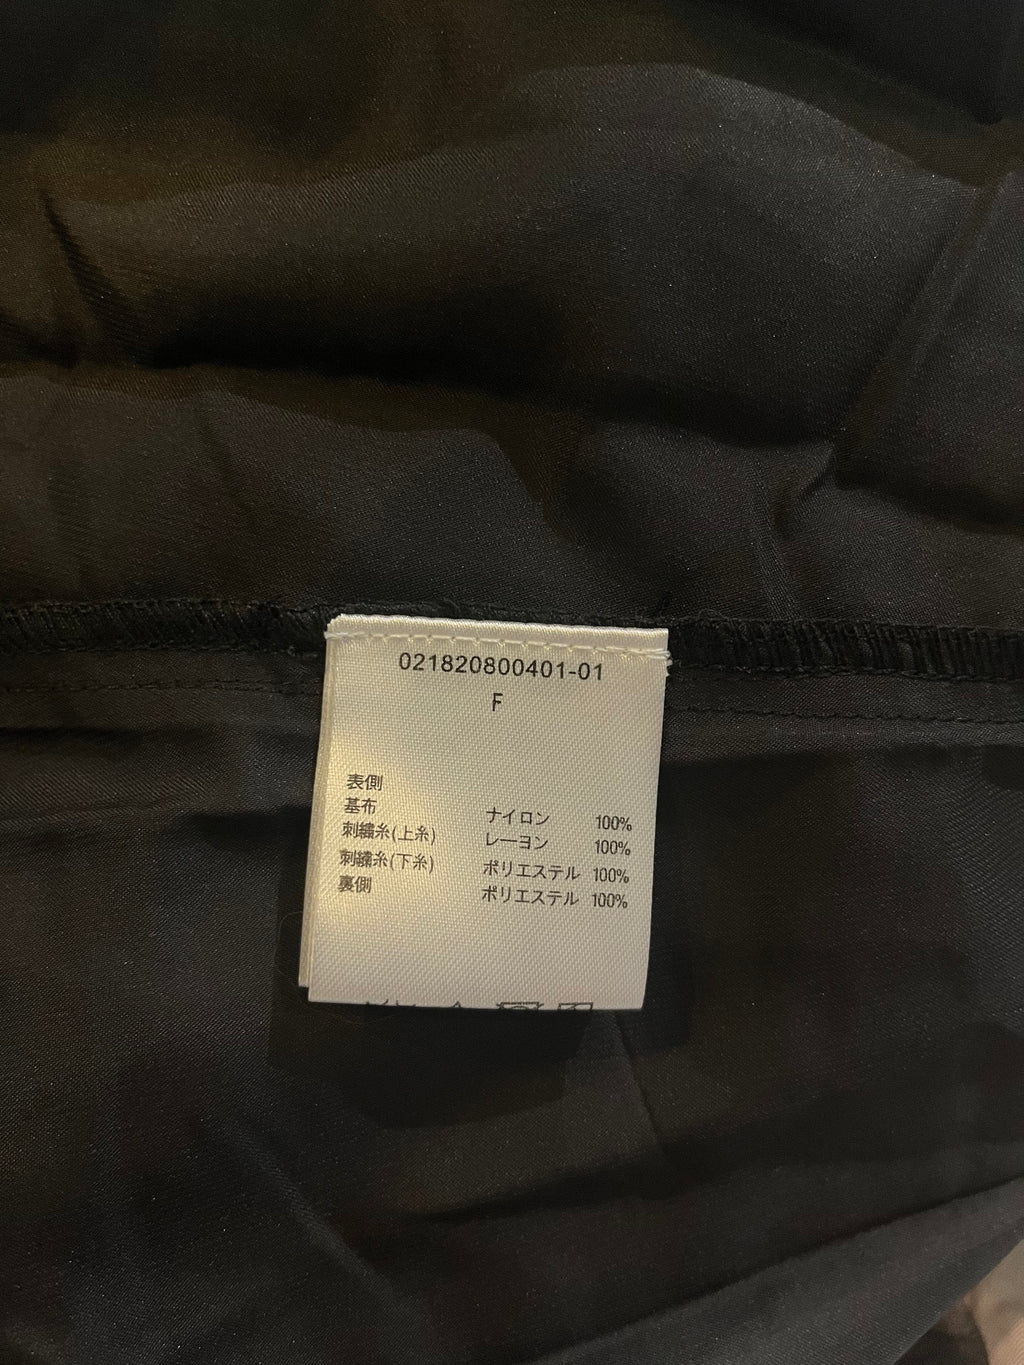 021820800401-01
F
表側
基布 ナイロン 100%
刺繍糸(上糸) レーヨン 100%
刺繍糸(下糸) ポリエステル 100%
裏側 ポリエステル 100%